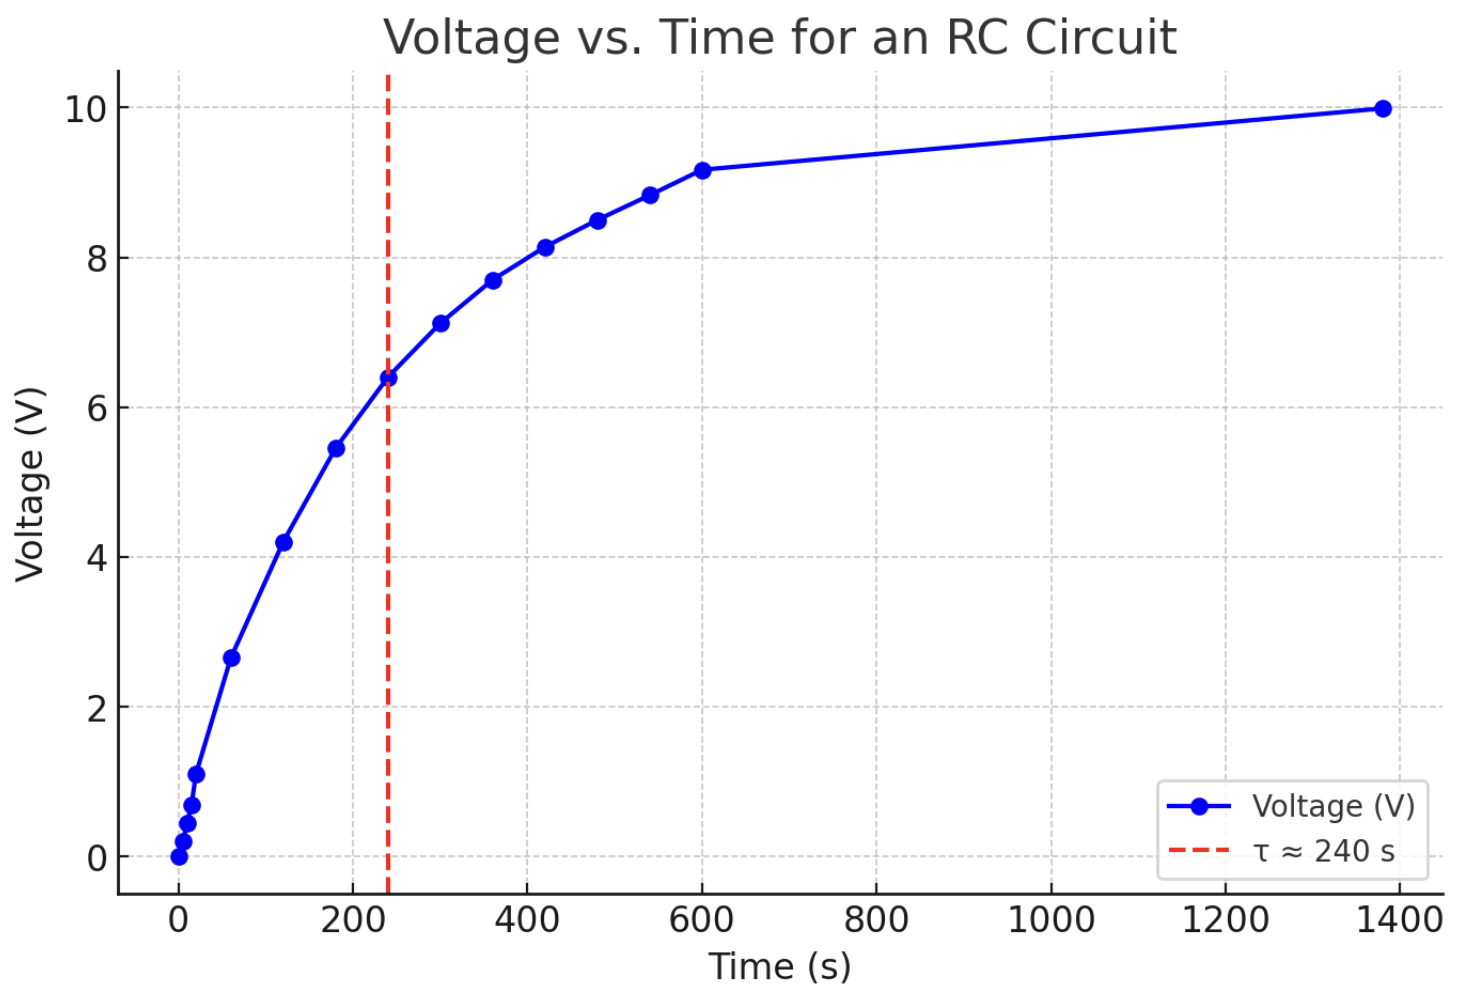 Voltage vs. Time for an RC Circuit
10
8
6
4
2
0
Voltage (V)
0 200 400 600 800 1000 1200 1400
Time (s)
Voltage (V)
τ ≈ 240 s